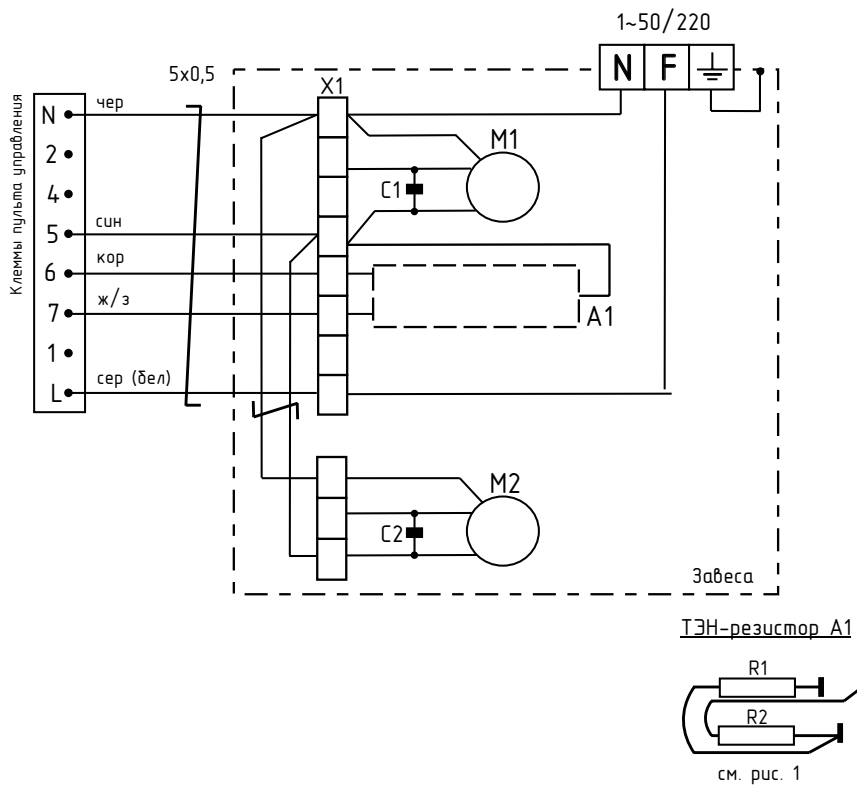 1~50/220
N F
5x0,5
X1
Клеммы пульта управления
N
2
4
5
6
7
1
L
чер
син
кор
ж/з
сер (бел)
M1
C1
A1
M2
C2
Завеса
ТЭН-резистор А1
R1
R2
см. рис. 1